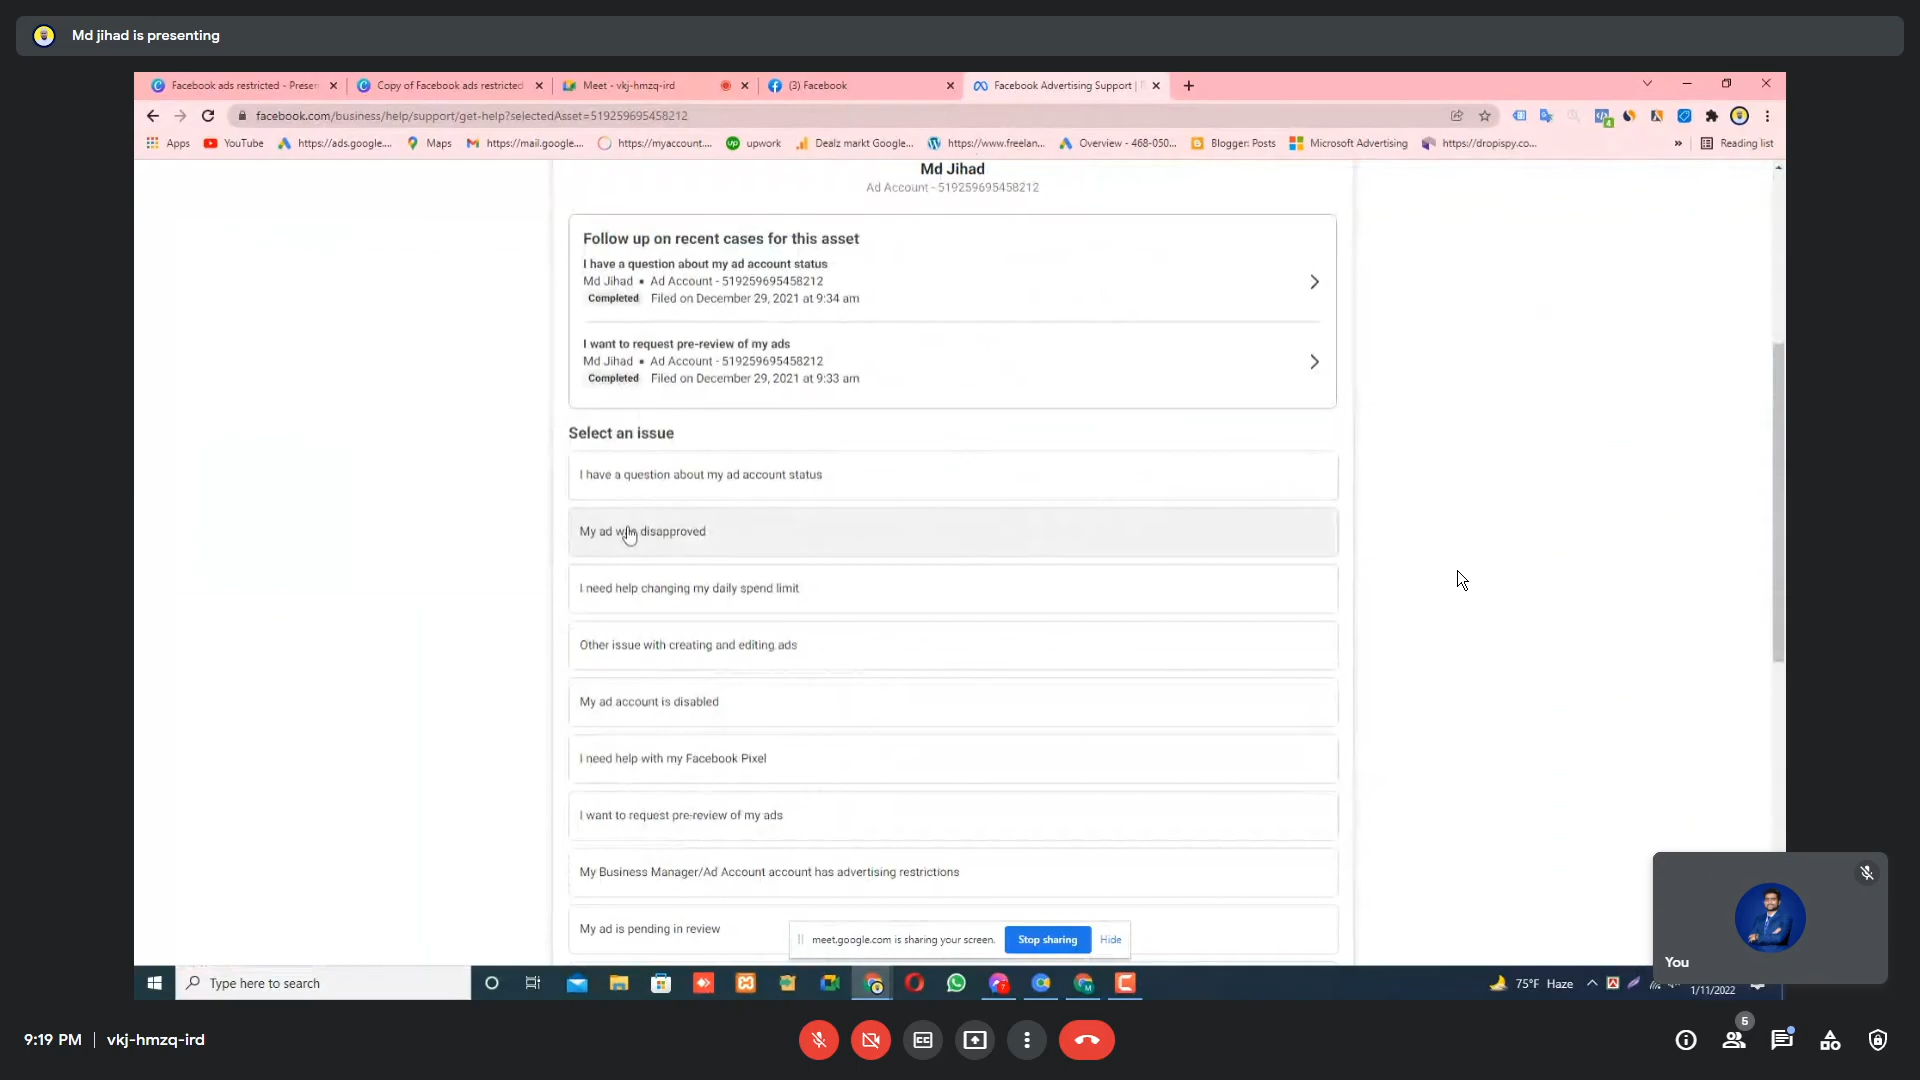 Md jihad is presenting
Facebook ads restricted - Presen
Copy of Facebook ads restricted
Meet - vkj-hmzq-ird
(3) Facebook
Facebook Advertising Support |
facebook.com/business/help/support/get-help?selectedAsset=519259695458212
Apps
YouTube
https://ads.google....
Maps
https://mail.google....
https://myaccount....
upwork
Dealz markt Google...
https://www.freelan...
Overview - 468-050...
Blogger: Posts
Microsoft Advertising
https://dropispy.co...
»
Reading list
Md Jihad
Ad Account - 519259695458212
Follow up on recent cases for this asset
I have a question about my ad account status
Md Jihad • Ad Account - 519259695458212
Completed Filed on December 29, 2021 at 9:34 am
I want to request pre-review of my ads
Md Jihad • Ad Account - 519259695458212
Completed Filed on December 29, 2021 at 9:33 am
Select an issue
I have a question about my ad account status
My ad disapproved
I need help changing my daily spend limit
Other issue with creating and editing ads
My ad account is disabled
I need help with my Facebook Pixel
I want to request pre-review of my ads
My Business Manager/Ad Account account has advertising restrictions
My ad is pending in review
meet.google.com is sharing your screen.
Stop sharing
Hide
You
Type here to search
75°F Haze
1/11/2022
9:19 PM | vkj-hmzq-ird
5